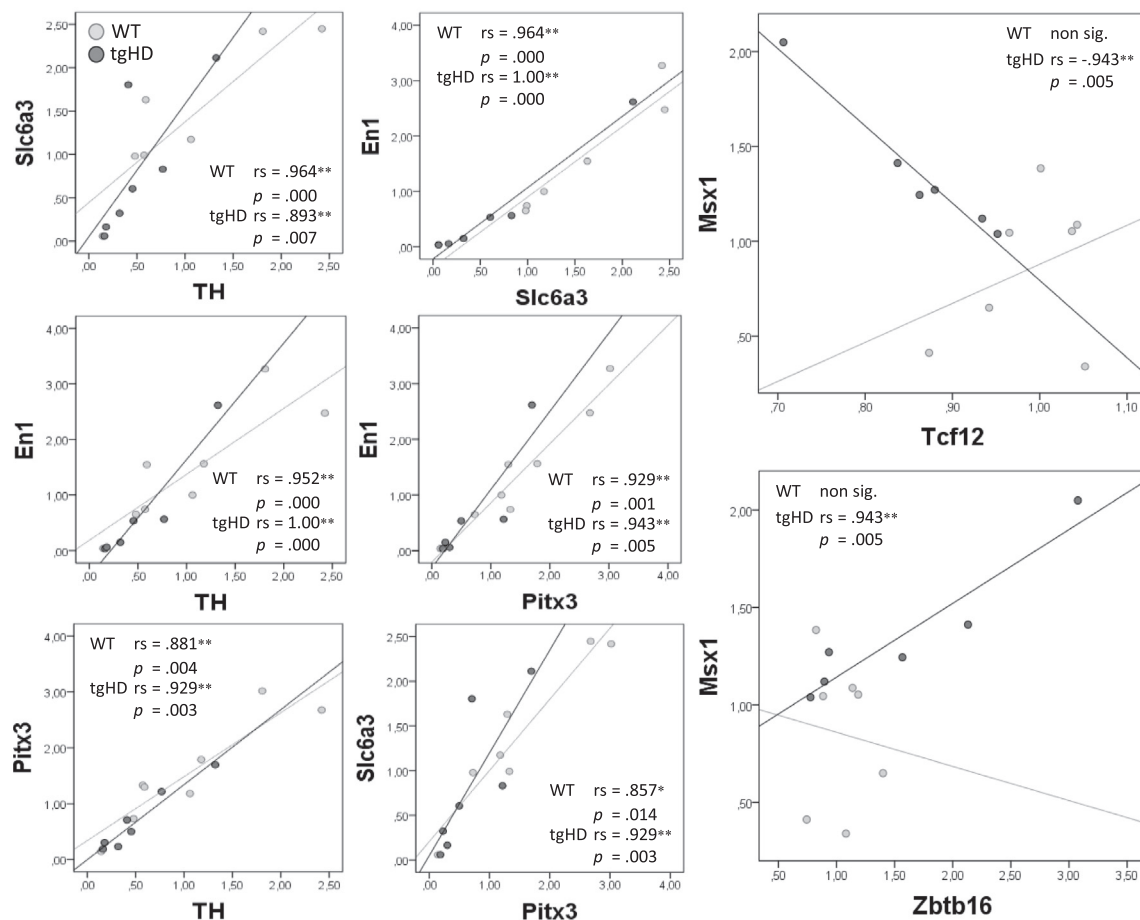 WT
tgHD
2,50
2,00
1,50
1,00
,50
,00
Slc6a3
WT rs = .964**
p = .000
tgHD rs = .893**
p = .007
,00 ,50 1,00 1,50 2,00 2,50
TH
WT rs = .964**
p = .000
tgHD rs = 1.00**
p = .000
4,00
3,00
2,00
1,00
,00
En1
,00 ,50 1,00 1,50 2,00 2,50
Slc6a3
WT non sig.
tgHD rs = -.943**
p = .005
2,00
1,50
1,00
,50
Msx1
,70 ,80 ,90 1,00 1,10
Tcf12
4,00
3,00
2,00
1,00
,00
En1
WT rs = .952**
p = .000
tgHD rs = 1.00**
p = .000
,00 ,50 1,00 1,50 2,00 2,50
TH
4,00
3,00
2,00
1,00
,00
En1
WT rs = .929**
p = .001
tgHD rs = .943**
p = .005
,00 1,00 2,00 3,00 4,00
Pitx3
WT non sig.
tgHD rs = .943**
p = .005
2,00
1,50
1,00
,50
Msx1
,50 1,00 1,50 2,00 2,50 3,00 3,50
Zbtb16
WT rs = .881**
p = .004
tgHD rs = .929**
p = .003
4,00
3,00
2,00
1,00
,00
Pitx3
,00 ,50 1,00 1,50 2,00 2,50
TH
2,50
2,00
1,50
1,00
,50
,00
Slc6a3
WT rs = .857*
p = .014
tgHD rs = .929**
p = .003
,00 1,00 2,00 3,00 4,00
Pitx3